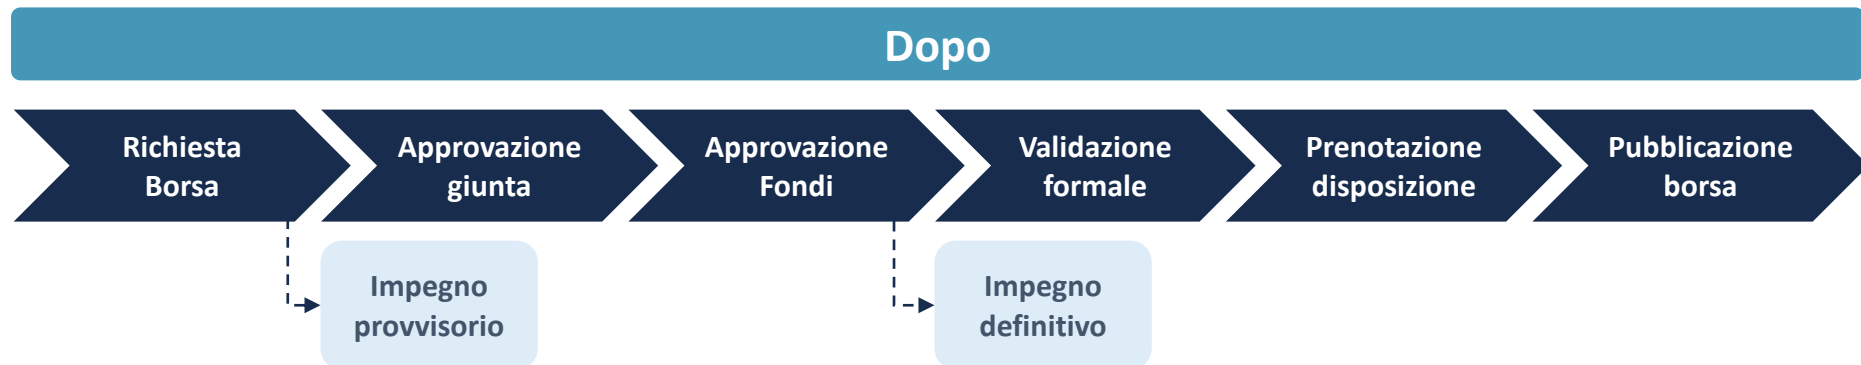 Dopo
Richiesta
Borsa
Approvazione
giunta
Approvazione
Fondi
Validazione
formale
Prenotazione
disposizione
Pubblicazione
borsa
Impegno
provvisorio
Impegno
definitivo